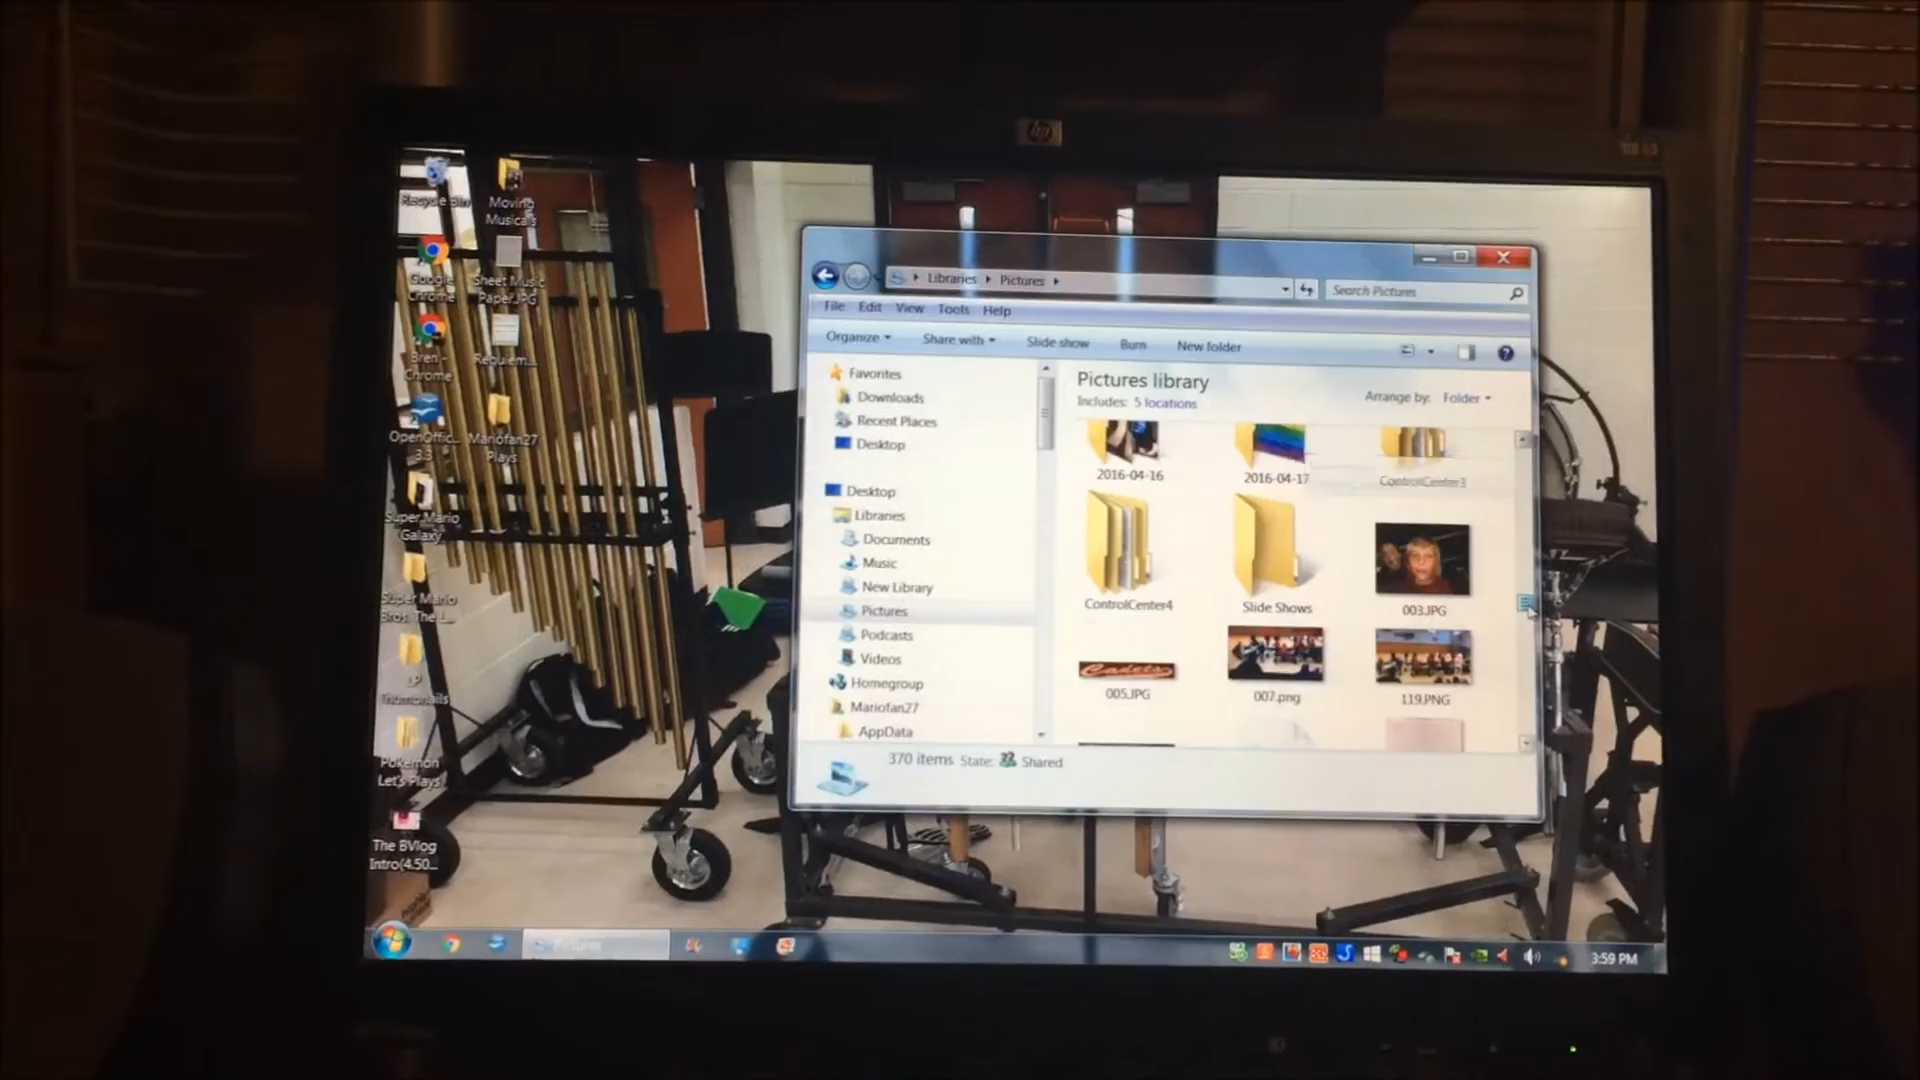 hp
Recycle Bin
Moving
Musicals
Google
Chrome
Sheet Music
Paper.JPG
Bren -
Chrome
Requiem...
OpenOffic...
3.3
Mariofan27
Plays
Super Mario
Galaxy
Super Mario
Bros. The L...
LP
Thumbnails
Pokemon
Let's Plays
The BVlog
Intro(4.50...
Libraries
Pictures
Search Pictures
File Edit View Tools Help
Organize Share with Slide show Burn New folder
Favorites
Downloads
Recent Places
Desktop
Desktop
Libraries
Documents
Music
New Library
Pictures
Podcasts
Videos
Homegroup
Mariofan27
AppData
Pictures library
Includes: 5 locations
Arrange by: Folder
2016-04-16
2016-04-17
ControlCenter3
ControlCenter4
Slide Shows
003.JPG
Cadets
005.JPG
007.png
119.PNG
370 items State: Shared
Pictures
3:59 PM